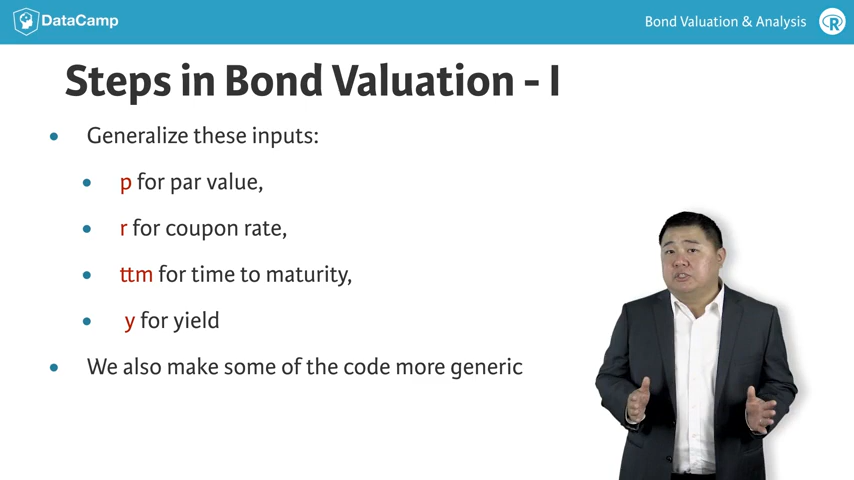 DataCamp
Bond Valuation & Analysis
R
Steps in Bond Valuation - I
• Generalize these inputs:
• p for par value,
• r for coupon rate,
• ttm for time to maturity,
• y for yield
• We also make some of the code more generic